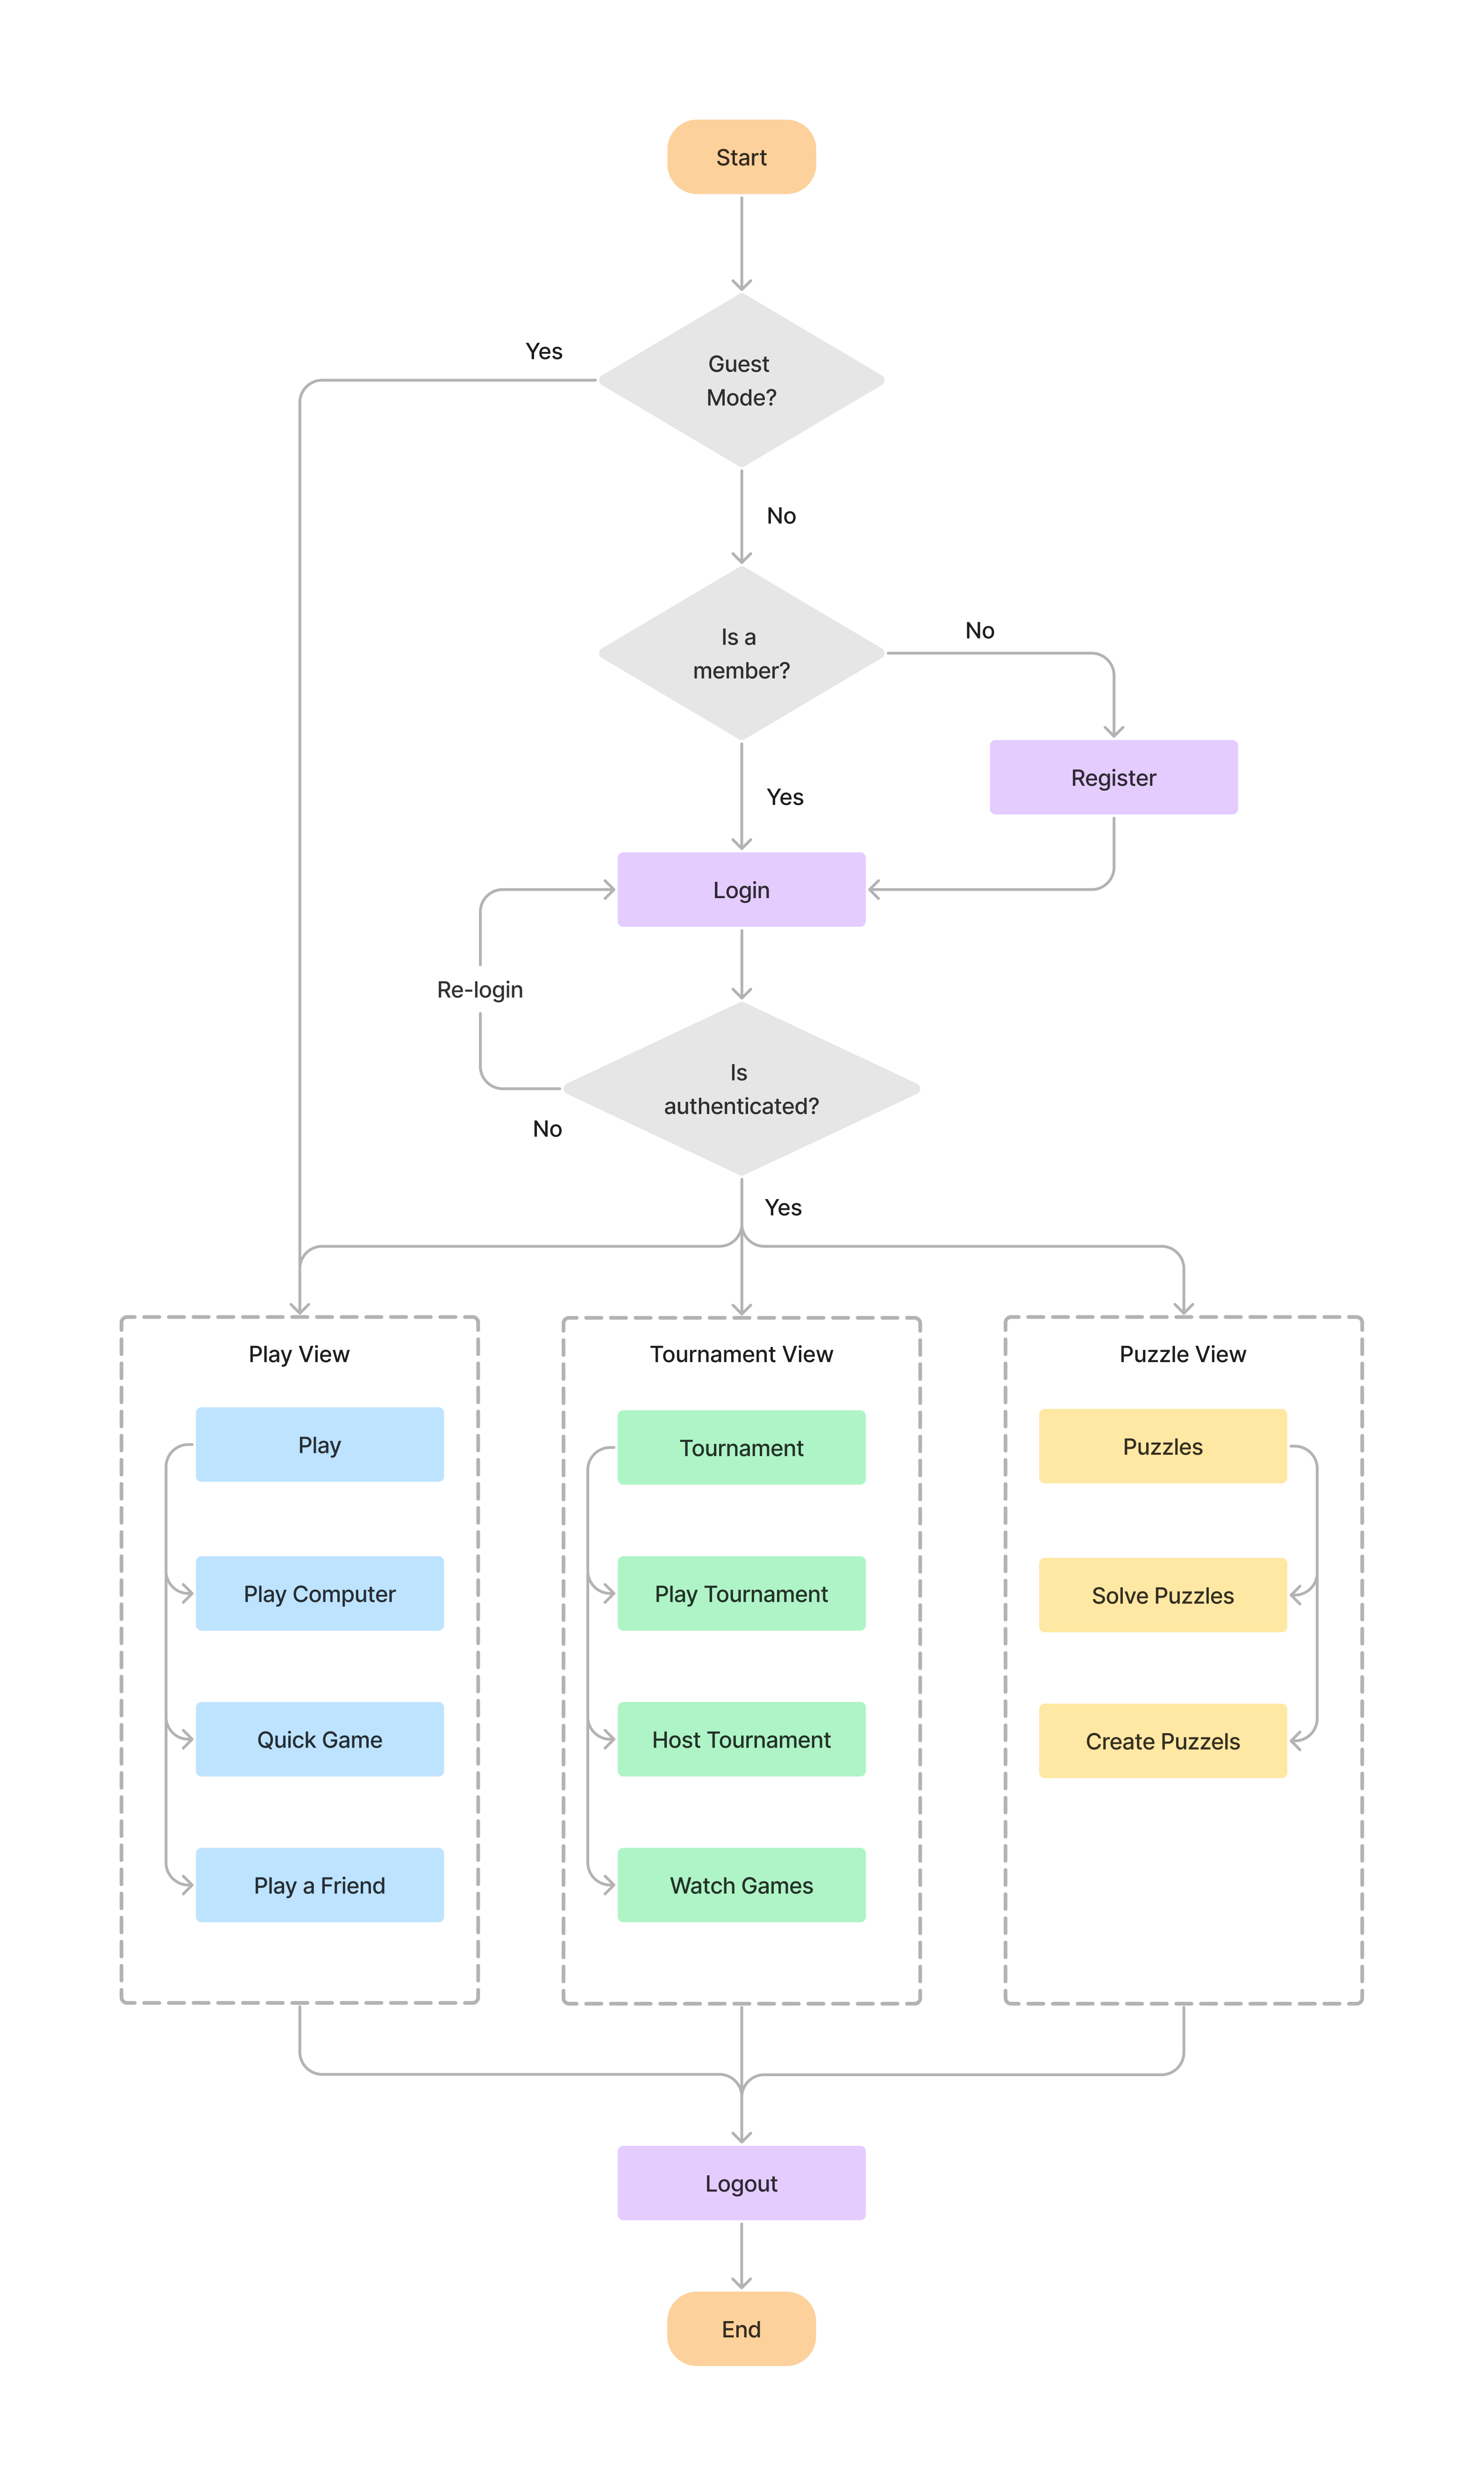 Start
Yes
Guest
Mode?
No
Is a
member?
No
Register
Yes
Login
Re-login
Is
authenticated?
No
Yes
Play View
Play
Play Computer
Quick Game
Play a Friend
Tournament View
Tournament
Play Tournament
Host Tournament
Watch Games
Puzzle View
Puzzles
Solve Puzzles
Create Puzzels
Logout
End